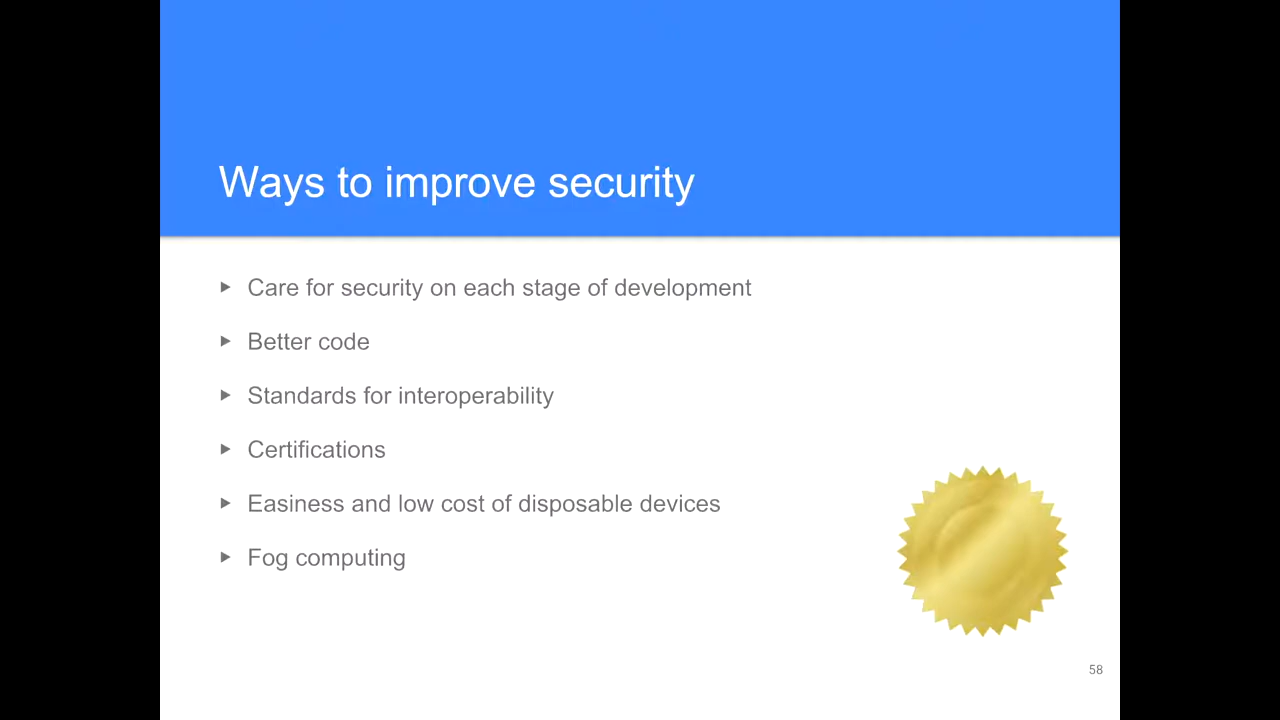 Ways to improve security
Care for security on each stage of development
Better code
Standards for interoperability
Certifications
Easiness and low cost of disposable devices
Fog computing
58